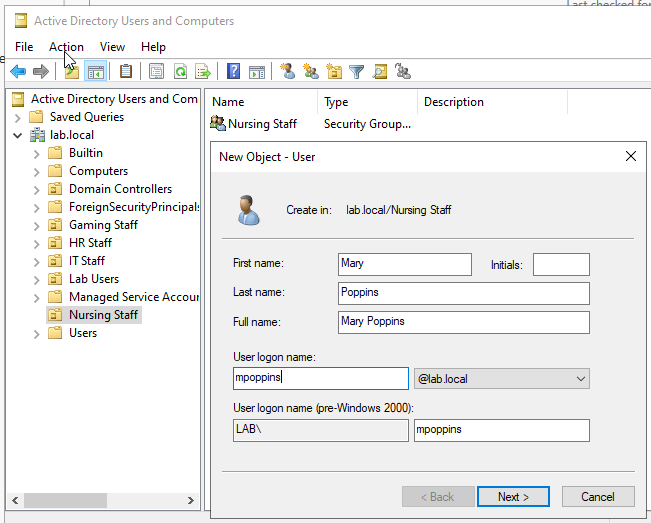 ast checked for
Active Directory Users and Computers
File Action View Help
Active Directory Users and Com
Saved Queries
lab.local
Builtin
Computers
Domain Controllers
ForeignSecurityPrincipals
Gaming Staff
HR Staff
IT Staff
Lab Users
Managed Service Accour
Nursing Staff
Users
Name Type Description
Nursing Staff Security Group...
New Object - User
Create in: lab.local/Nursing Staff
First name: Mary Initials:
Last name: Poppins
Full name: Mary Poppins
User logon name:
mpoppins @lab.local
User logon name (pre-Windows 2000):
LAB\ mpoppins
< Back Next > Cancel